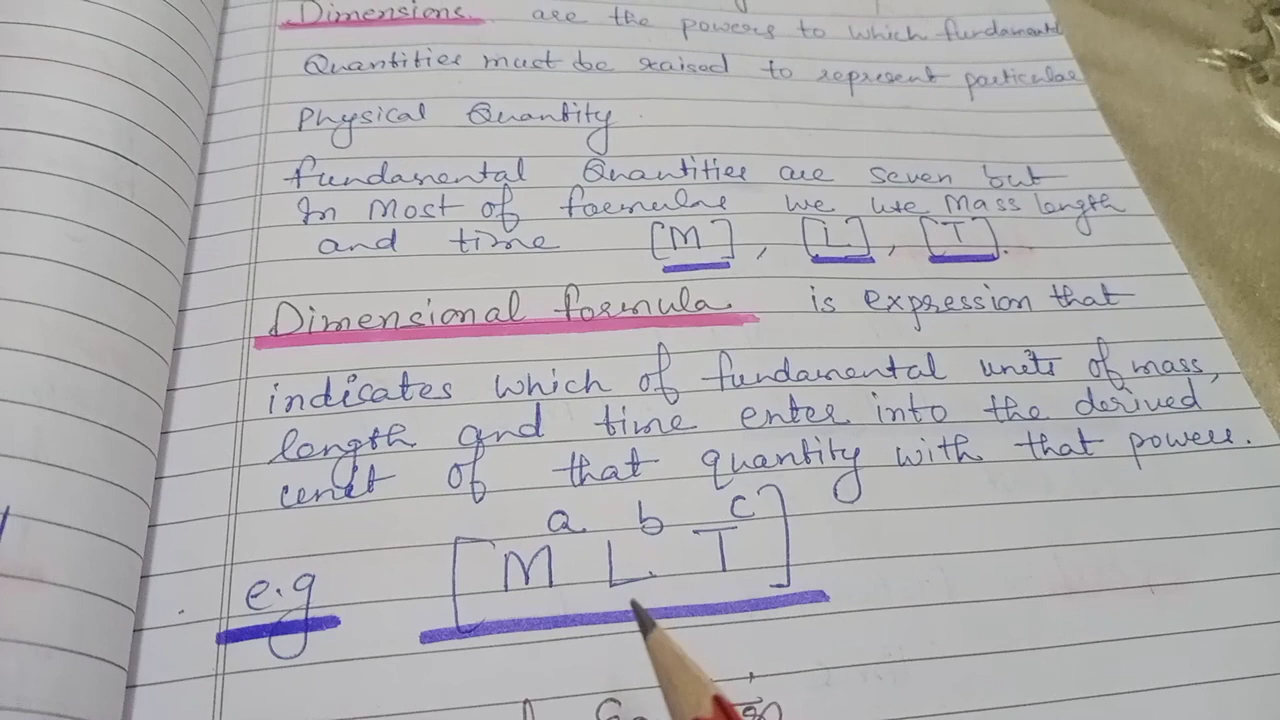 Dimensions are the powers to which fundamental
Quantities must be raised to represent particular
Physical Quantity.
fundamental Quantities are seven but
In most of formulae we use mass length
and time [M], [L], [T].
Dimensional formula is expression that
indicates which of fundamental units of mass,
length and time enter into the derived
unit of that quantity with that powers.
e.g [M^a L^b T^c]